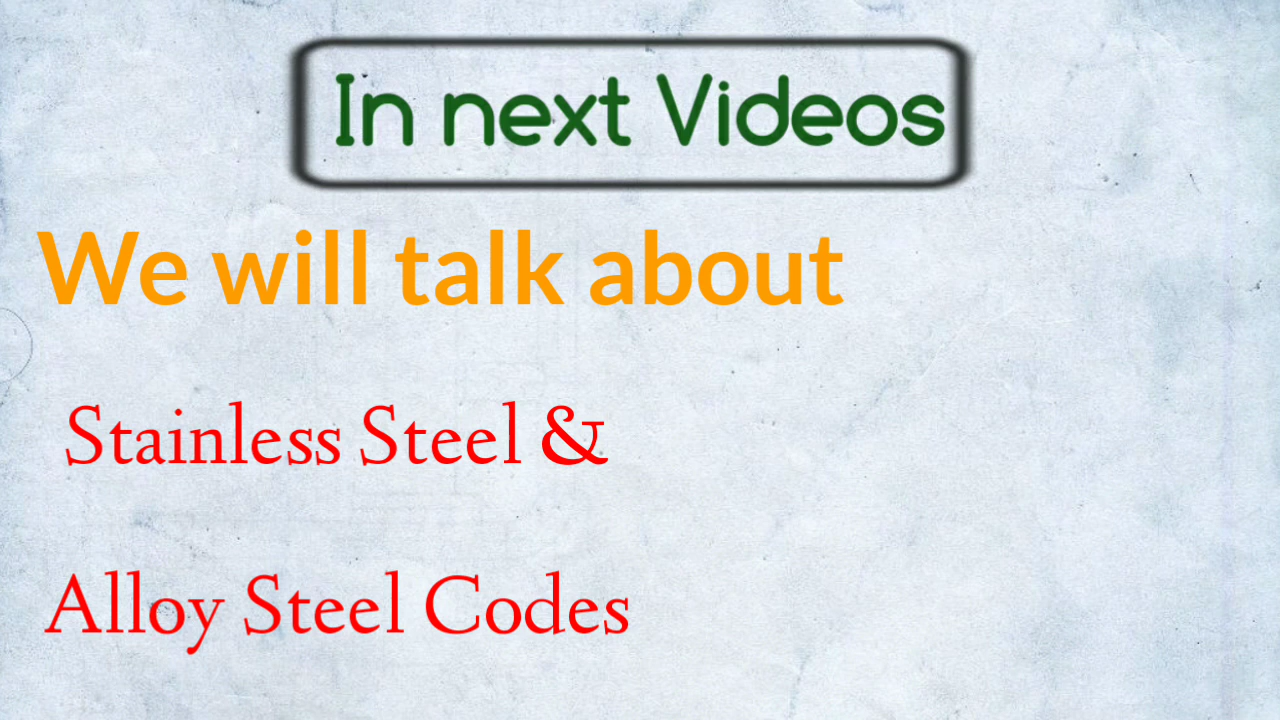 In next Videos
We will talk about
Stainless Steel &
Alloy Steel Codes